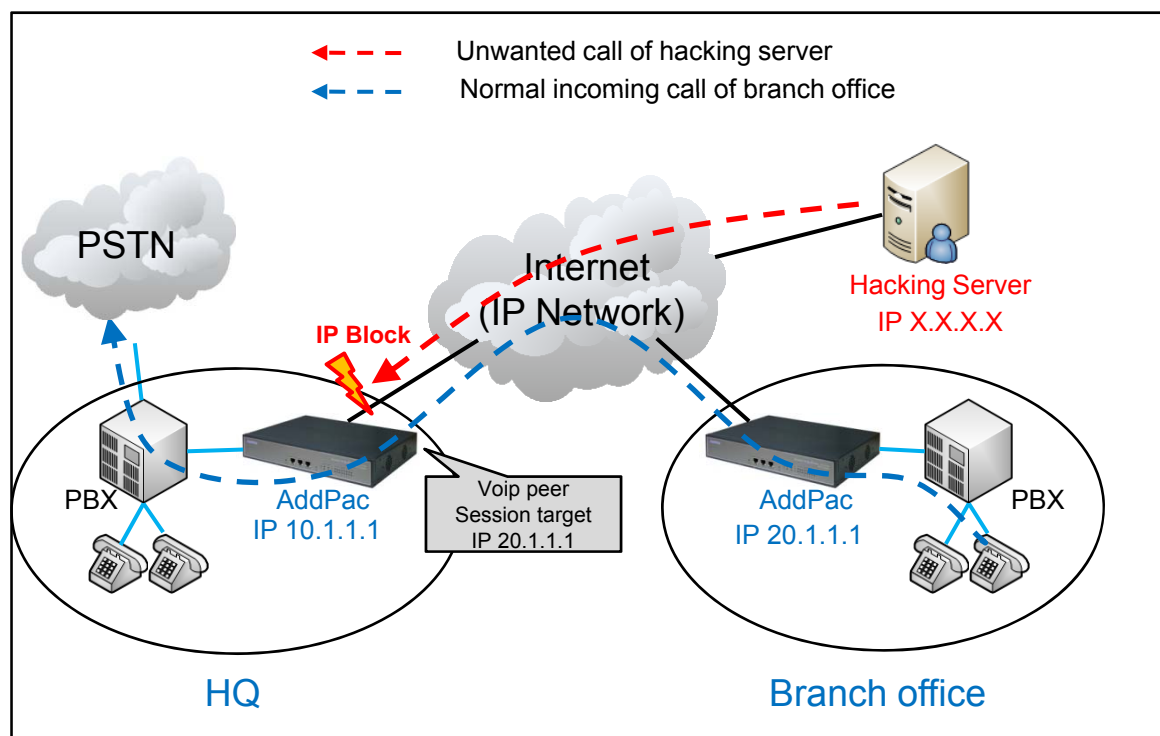 Unwanted call of hacking server
Normal incoming call of branch office
PSTN
Internet
(IP Network)
Hacking Server
IP X.X.X.X
IP Block
PBX
AddPac
IP 10.1.1.1
Voip peer
Session target
IP 20.1.1.1
AddPac
IP 20.1.1.1
PBX
HQ
Branch office